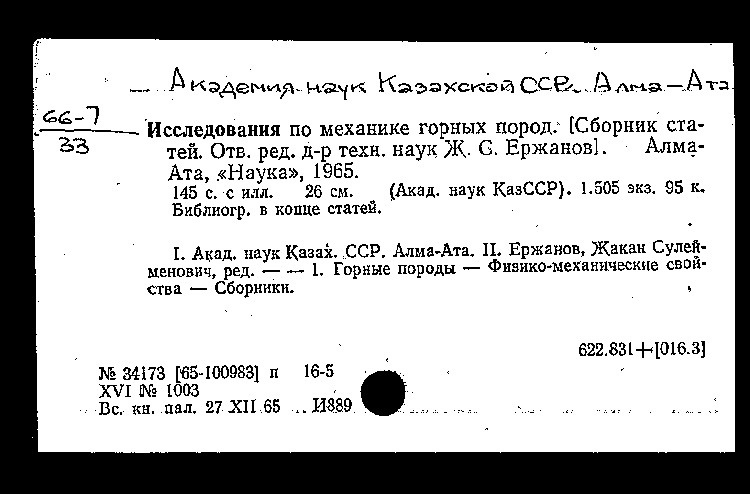 — Академия наук Казахской ССР. Алма-Ата
66-7
33
Исследования по механике горных пород. [Сборник ста-
тей. Отв. ред. д-р техн. наук Ж. С. Ержанов]. Алма-
Ата, «Наука», 1965.
145 с. с илл. 26 см. (Акад. наук КазССР). 1.505 экз. 95 к.
Библиогр. в конце статей.
I. Акад. наук Казах. ССР. Алма-Ата. II. Ержанов, Жакан Сулей-
менович, ред. — — 1. Горные породы — Физико-механические свой-
ства — Сборники.
622.831+[016.3]
№ 34173 [65-100983] п 16-5
XVI № 1003
Вс. кн. пал. 27 XII 65 И889